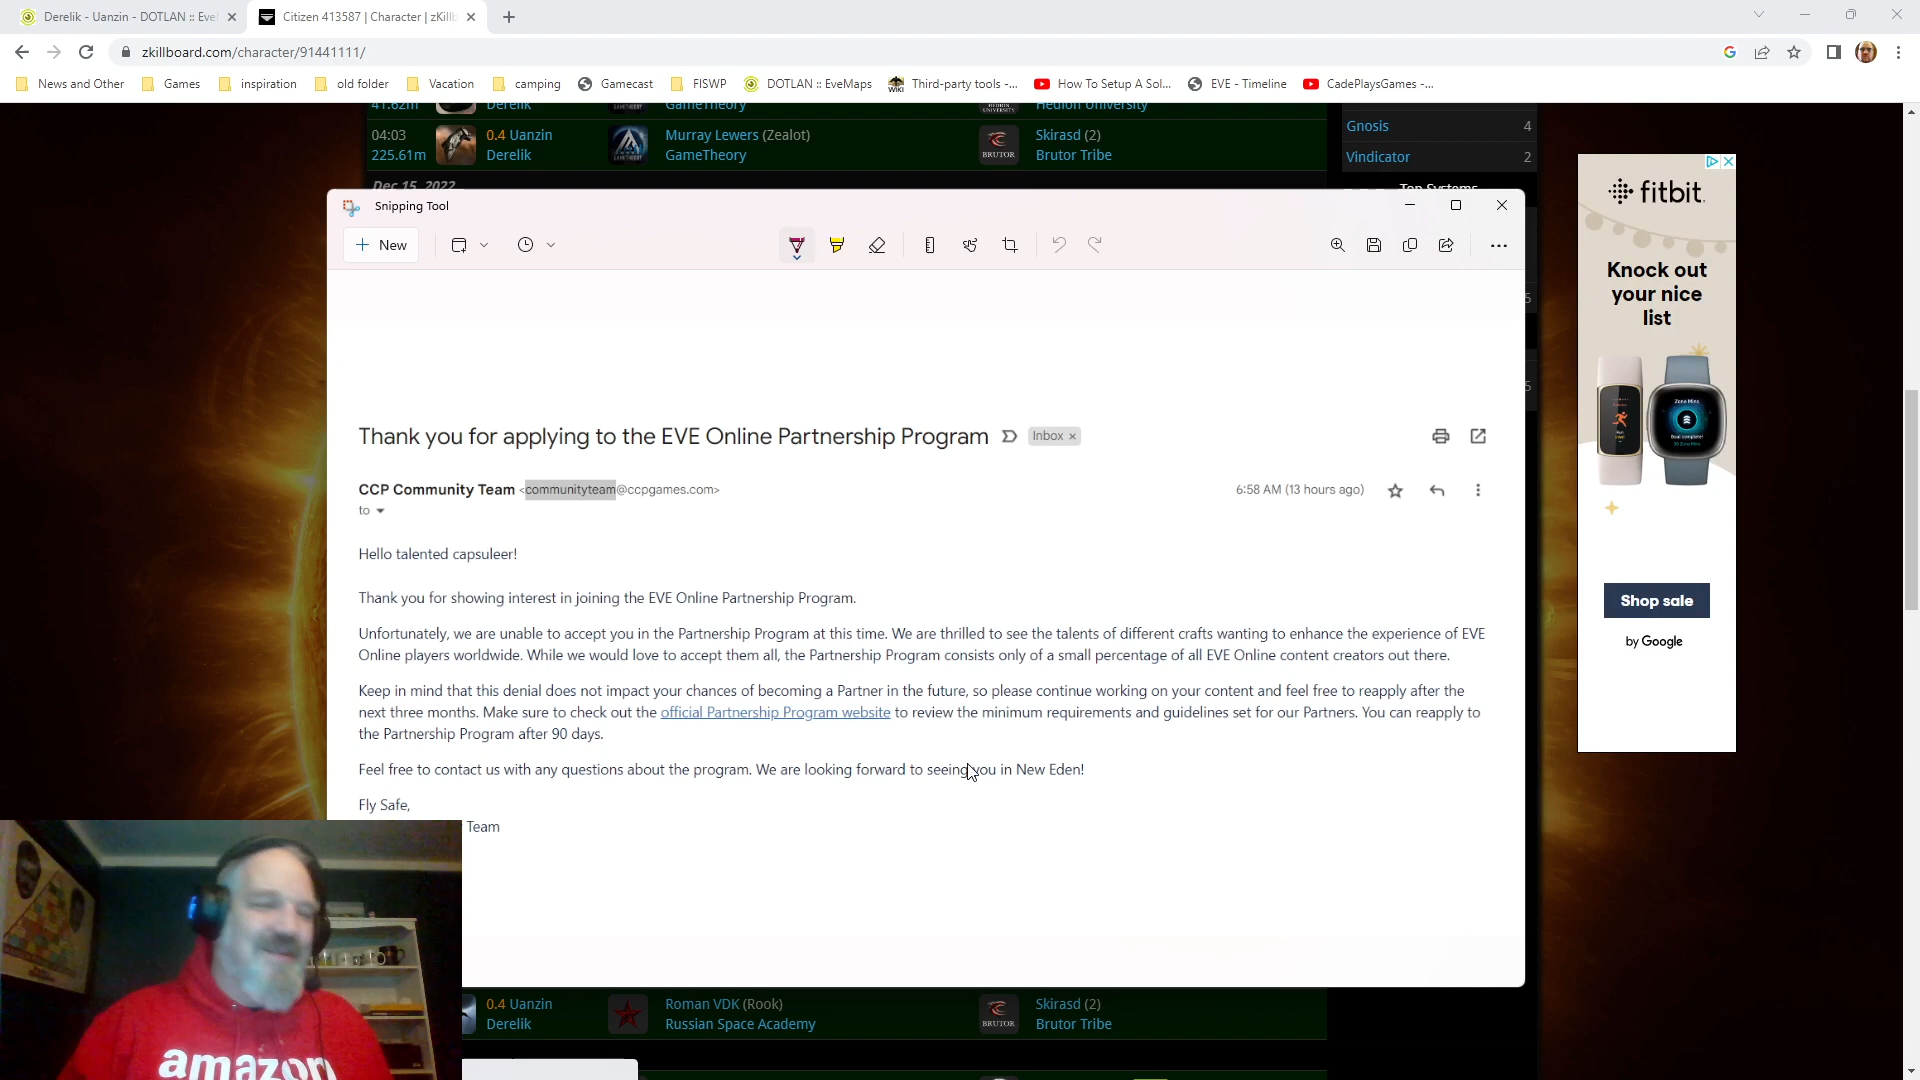 Derelik - Uanzin - DOTLAN :: Eve
Citizen 413587 | Character | zKillb
zkillboard.com/character/91441111/
News and Other
Games
inspiration
old folder
Vacation
camping
Gamecast
FISWP
DOTLAN :: EveMaps
Third-party tools -...
How To Setup A Sol...
EVE - Timeline
CadePlaysGames -...
41.62m
Derelik
GameTheory
Hedion University
04:03
0.4 Uanzin
Murray Lewers (Zealot)
Skirasd (2)
225.61m
Derelik
GameTheory
BRUTOR
Brutor Tribe
Gnosis 4
Vindicator 2
Dec 15, 2022
Top Systems
Snipping Tool
New
5
5
Thank you for applying to the EVE Online Partnership Program
Inbox ×
CCP Community Team <communityteam@ccpgames.com>
6:58 AM (13 hours ago)
to
Hello talented capsuleer!
Thank you for showing interest in joining the EVE Online Partnership Program.
Unfortunately, we are unable to accept you in the Partnership Program at this time. We are thrilled to see the talents of different crafts wanting to enhance the experience of EVE
Online players worldwide. While we would love to accept them all, the Partnership Program consists only of a small percentage of all EVE Online content creators out there.
Keep in mind that this denial does not impact your chances of becoming a Partner in the future, so please continue working on your content and feel free to reapply after the
next three months. Make sure to check out the official Partnership Program website to review the minimum requirements and guidelines set for our Partners. You can reapply to
the Partnership Program after 90 days.
Feel free to contact us with any questions about the program. We are looking forward to seeing you in New Eden!
Fly Safe,
Team
fitbit.
Knock out
your nice
list
Shop sale
by Google
0.4 Uanzin
Roman VDK (Rook)
Skirasd (2)
Derelik
Russian Space Academy
BRUTOR
Brutor Tribe
amazon